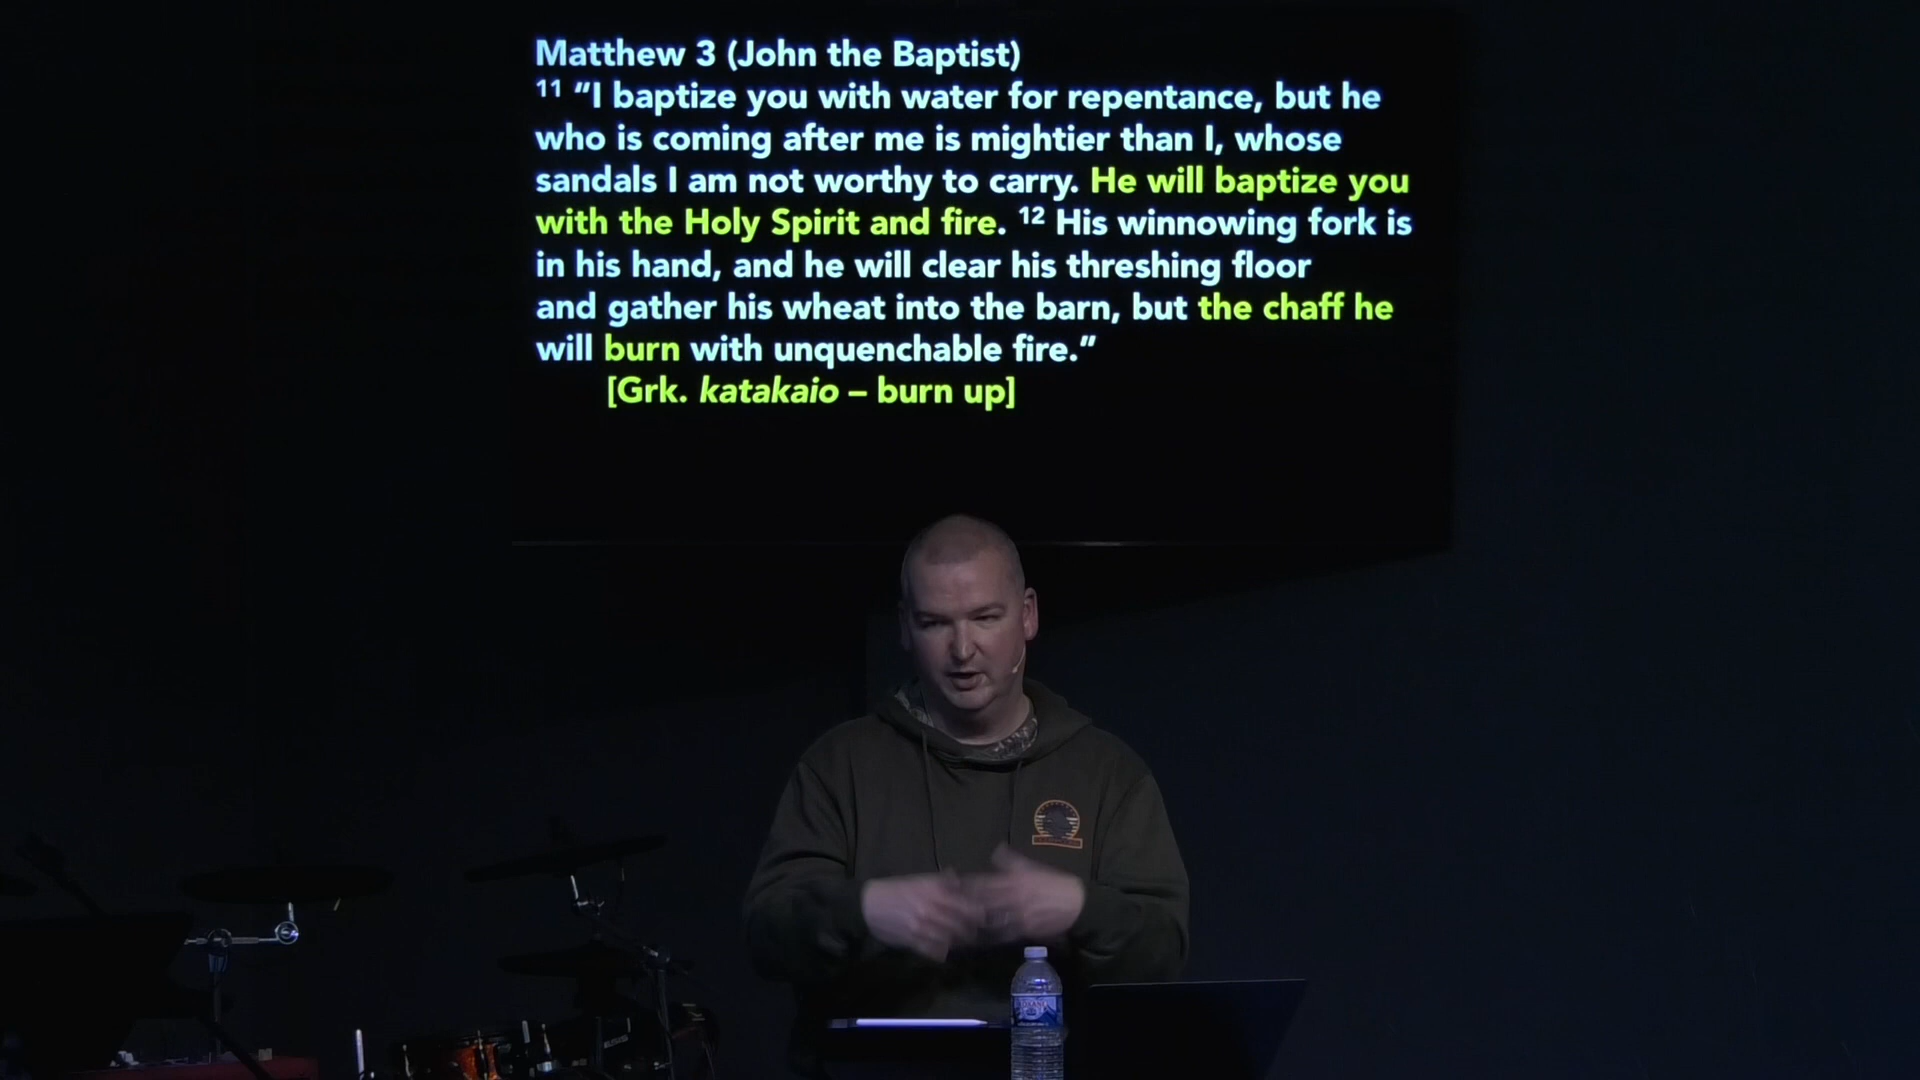 Matthew 3 (John the Baptist)
11 “I baptize you with water for repentance, but he
who is coming after me is mightier than I, whose
sandals I am not worthy to carry. He will baptize you
with the Holy Spirit and fire. 12 His winnowing fork is
in his hand, and he will clear his threshing floor
and gather his wheat into the barn, but the chaff he
will burn with unquenchable fire.”
[Grk. katakaio – burn up]